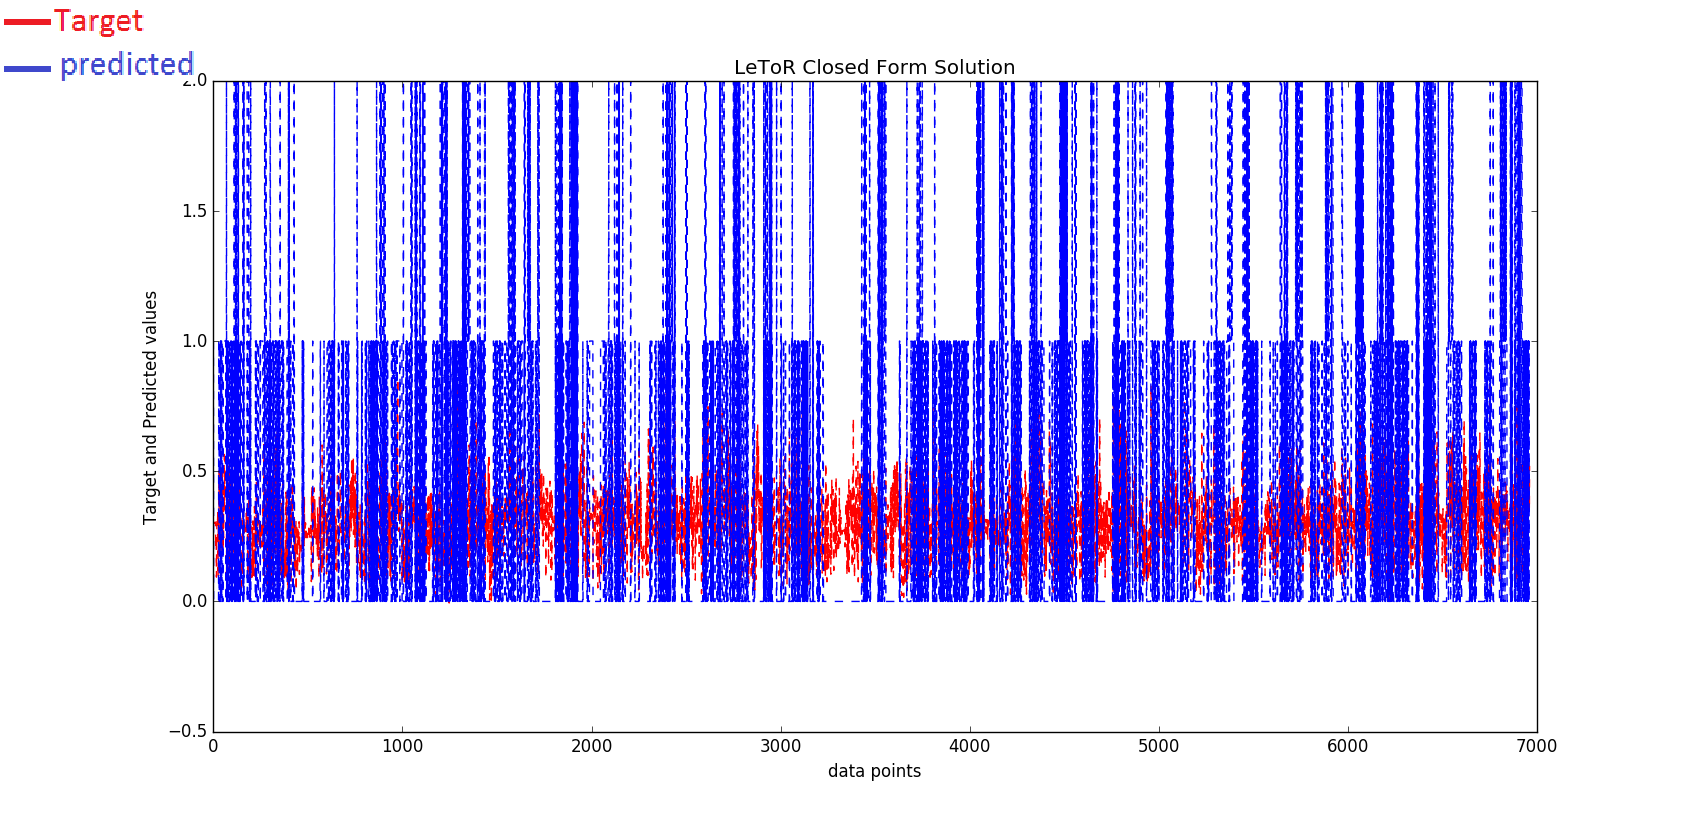 Target
predicted
LeToR Closed Form Solution
2.0
1.5
1.0
0.5
0.0
−0.5
Target and Predicted values
0 1000 2000 3000 4000 5000 6000 7000
data points